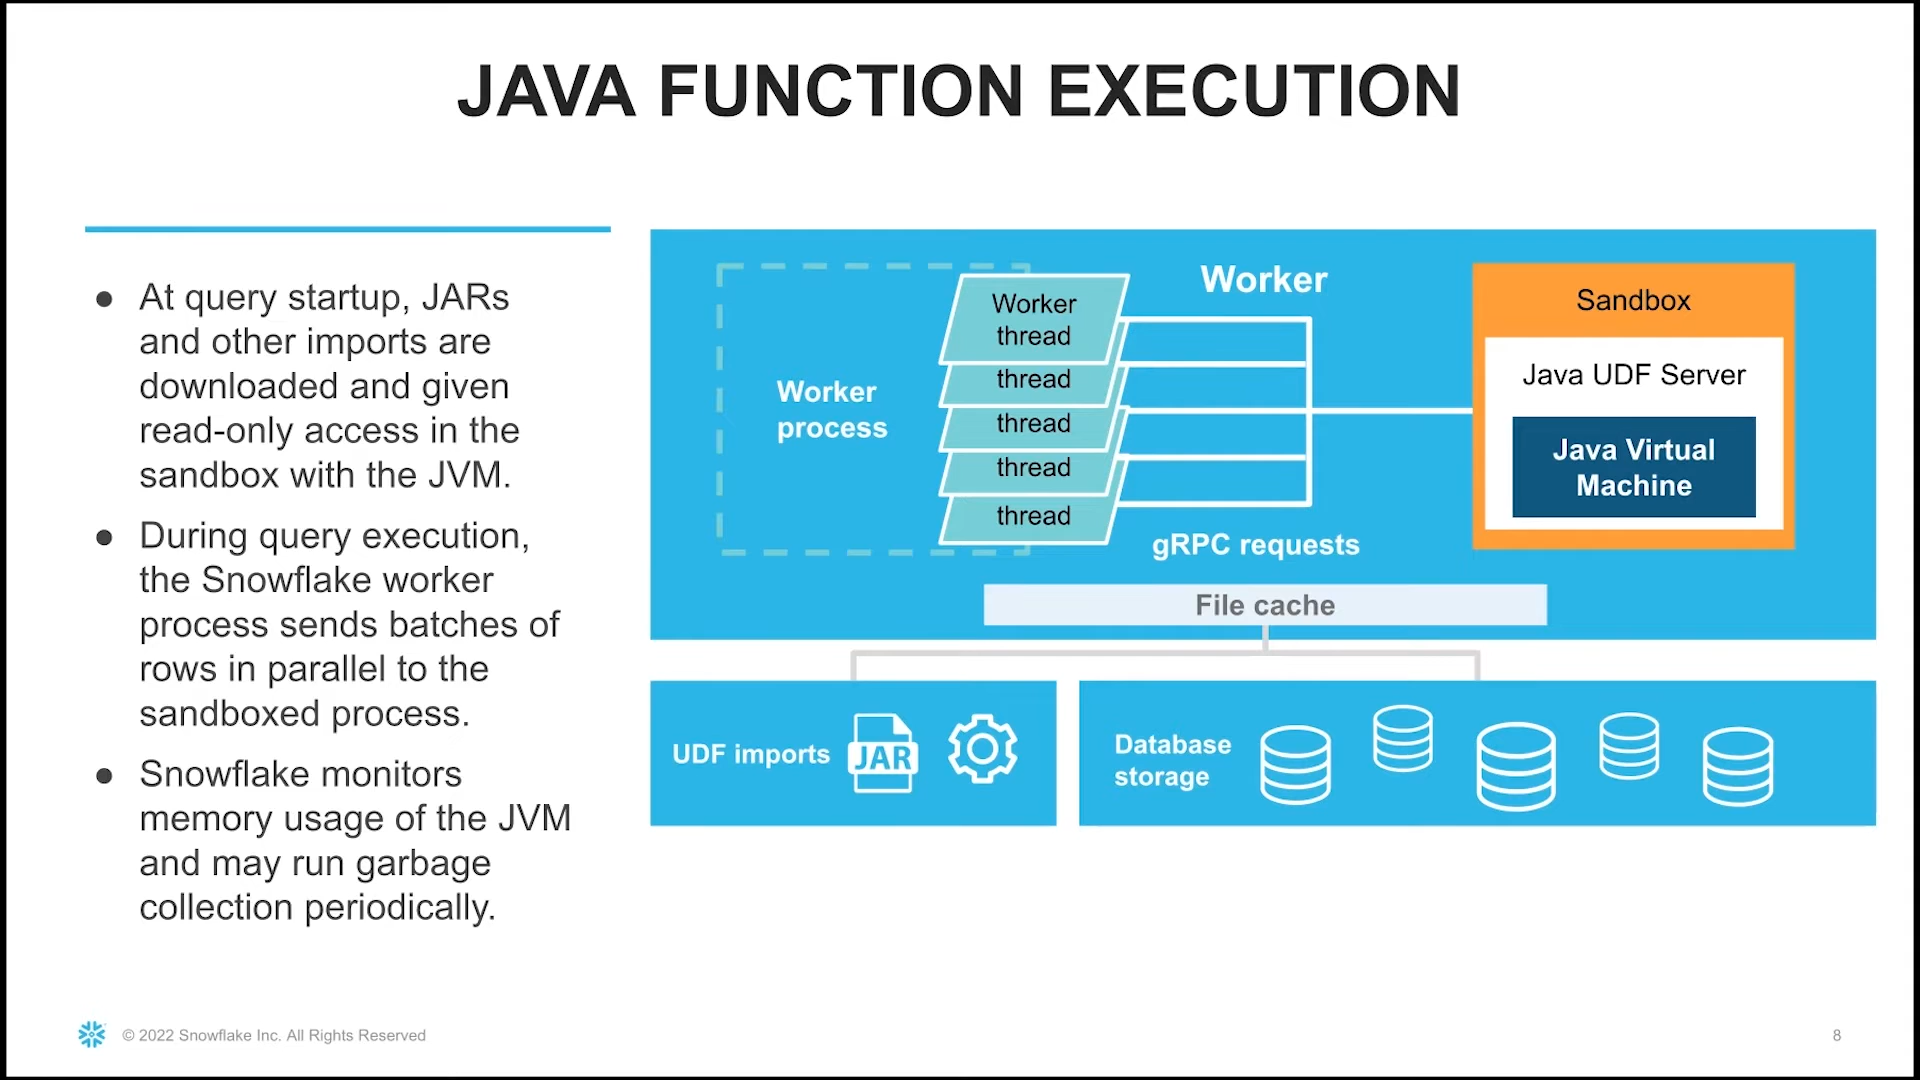 JAVA FUNCTION EXECUTION
● At query startup, JARs
and other imports are
downloaded and given
read-only access in the
sandbox with the JVM.
● During query execution,
the Snowflake worker
process sends batches of
rows in parallel to the
sandboxed process.
● Snowflake monitors
memory usage of the JVM
and may run garbage
collection periodically.
Worker
process
Worker
thread
thread
thread
thread
thread
Worker
gRPC requests
Sandbox
Java UDF Server
Java Virtual
Machine
File cache
UDF imports
JAR
Database
storage
© 2022 Snowflake Inc. All Rights Reserved
8